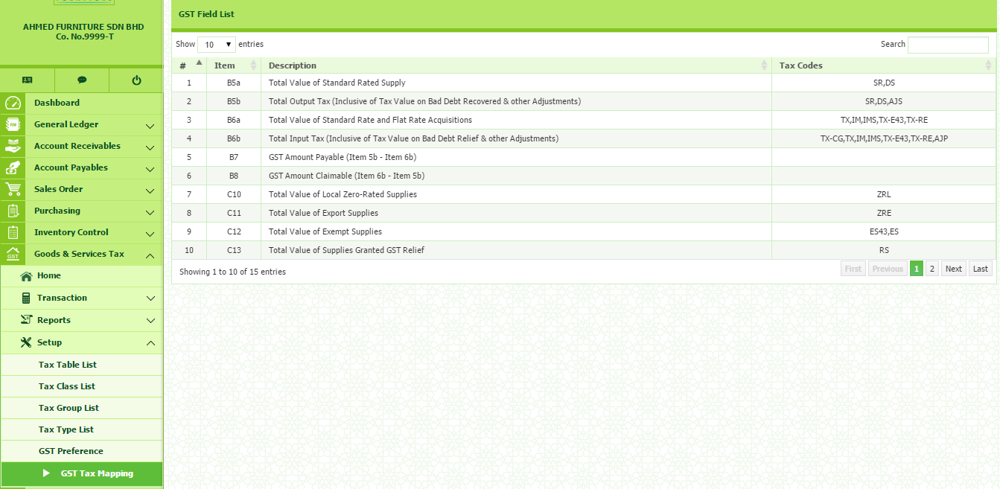 AHMED FURNITURE SDN BHD
Co. No.9999-T
Dashboard
General Ledger
Account Receivables
Account Payables
Sales Order
Purchasing
Inventory Control
Goods & Services Tax
Home
Transaction
Reports
Setup
Tax Table List
Tax Class List
Tax Group List
Tax Type List
GST Preference
GST Tax Mapping
GST Field List
Show 10 entries Search
# Item Description Tax Codes
1 B5a Total Value of Standard Rated Supply SR,DS
2 B5b Total Output Tax (Inclusive of Tax Value on Bad Debt Recovered & other Adjustments) SR,DS,AJS
3 B6a Total Value of Standard Rate and Flat Rate Acquisitions TX,IM,IMS,TX-E43,TX-RE
4 B6b Total Input Tax (Inclusive of Tax Value on Bad Debt Relief & other Adjustments) TX-CG,TX,IM,IMS,TX-E43,TX-RE,AJP
5 B7 GST Amount Payable (Item 5b - Item 6b)
6 B8 GST Amount Claimable (Item 6b - Item 5b)
7 C10 Total Value of Local Zero-Rated Supplies ZRL
8 C11 Total Value of Export Supplies ZRE
9 C12 Total Value of Exempt Supplies ES43,ES
10 C13 Total Value of Supplies Granted GST Relief RS
Showing 1 to 10 of 15 entries First Previous 1 2 Next Last